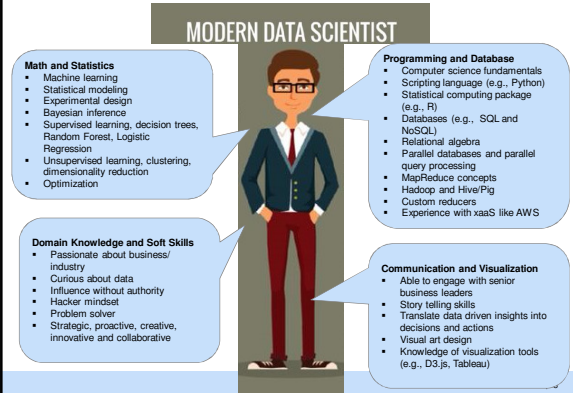 MODERN DATA SCIENTIST
Math and Statistics
▪ Machine learning
▪ Statistical modeling
▪ Experimental design
▪ Bayesian inference
▪ Supervised learning, decision trees,
Random Forest, Logistic
Regression
▪ Unsupervised learning, clustering,
dimensionality reduction
▪ Optimization
Programming and Database
▪ Computer science fundamentals
▪ Scripting language (e.g., Python)
▪ Statistical computing package
(e.g., R)
▪ Databases (e.g., SQL and
NoSQL)
▪ Relational algebra
▪ Parallel databases and parallel
query processing
▪ MapReduce concepts
▪ Hadoop and Hive/Pig
▪ Custom reducers
▪ Experience with xaaS like AWS
Domain Knowledge and Soft Skills
▪ Passionate about business/
industry
▪ Curious about data
▪ Influence without authority
▪ Hacker mindset
▪ Problem solver
▪ Strategic, proactive, creative,
innovative and collaborative
Communication and Visualization
▪ Able to engage with senior
business leaders
▪ Story telling skills
▪ Translate data driven insights into
decisions and actions
▪ Visual art design
▪ Knowledge of visualization tools
(e.g., D3.js, Tableau)